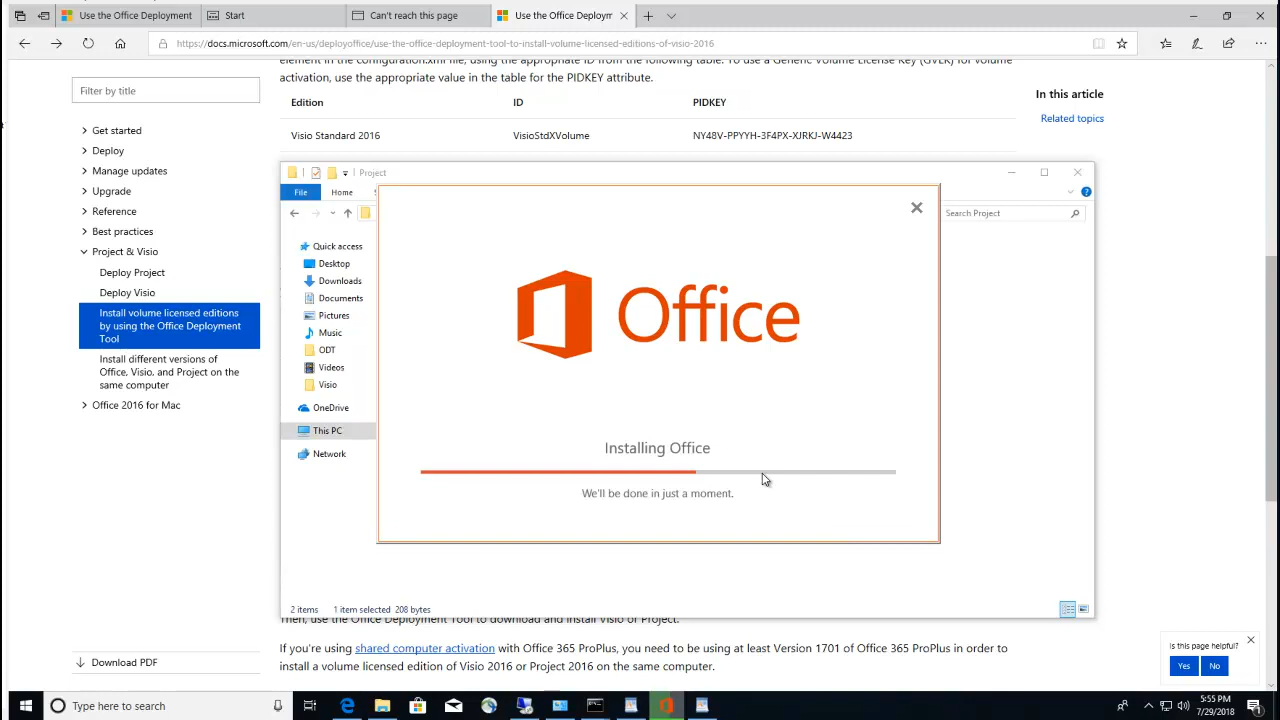 Use the Office Deployment
Start
Can't reach this page
Use the Office Deploym
https://docs.microsoft.com/en-us/deployoffice/use-the-office-deployment-tool-to-install-volume-licensed-editions-of-visio-2016
element in the configuration.xml file, using the appropriate ID from the following table. To use a Generic Volume License Key (GVLK) for volume
activation, use the appropriate value in the table for the PIDKEY attribute.
Filter by title
In this article
Related topics
Edition ID PIDKEY
Visio Standard 2016 VisioStdXVolume NY48V-PPYYH-3F4PX-XJRKJ-W4423
Get started
Deploy
Manage updates
Upgrade
Reference
Best practices
Project & Visio
Deploy Project
Deploy Visio
Install volume licensed editions
by using the Office Deployment
Tool
Install different versions of
Office, Visio, and Project on the
same computer
Office 2016 for Mac
Download PDF
Project
File Home
Search Project
Quick access
Desktop
Downloads
Documents
Pictures
Music
ODT
Videos
Visio
OneDrive
This PC
Network
Office
Installing Office
We'll be done in just a moment.
2 items 1 item selected 208 bytes
Then, use the Office Deployment Tool to download and install Visio or Project.
If you're using shared computer activation with Office 365 ProPlus, you need to be using at least Version 1701 of Office 365 ProPlus in order to
install a volume licensed edition of Visio 2016 or Project 2016 on the same computer.
Is this page helpful?
Yes No
Type here to search
5:55 PM
7/29/2018